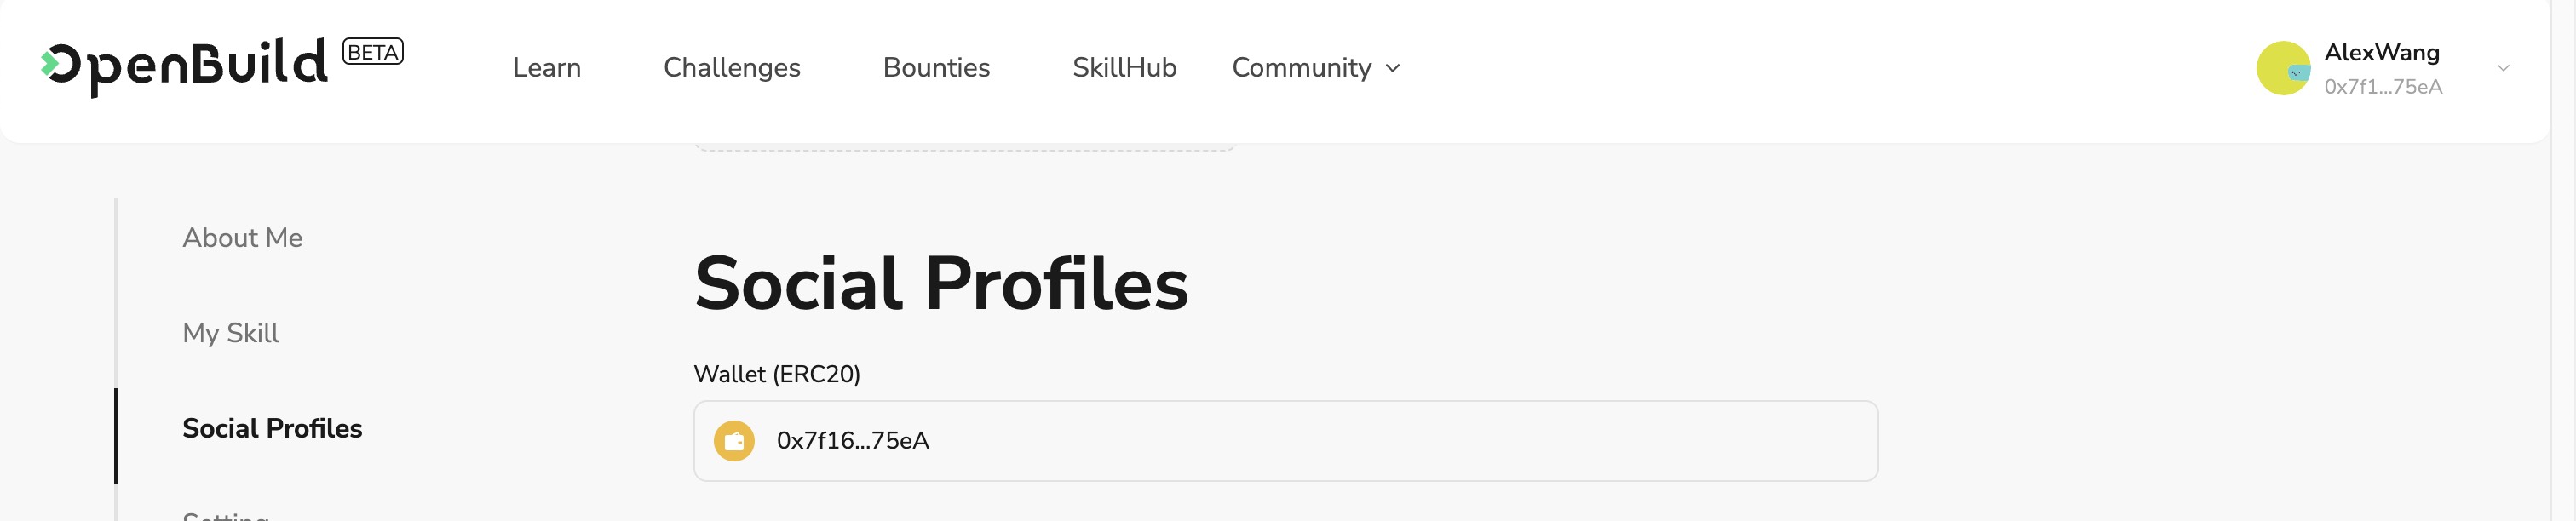 OpenBuild BETA
Learn Challenges Bounties SkillHub Community
AlexWang
0x7f1...75eA
About Me
My Skill
Social Profiles
Setting
Social Profiles
Wallet (ERC20)
0x7f16...75eA